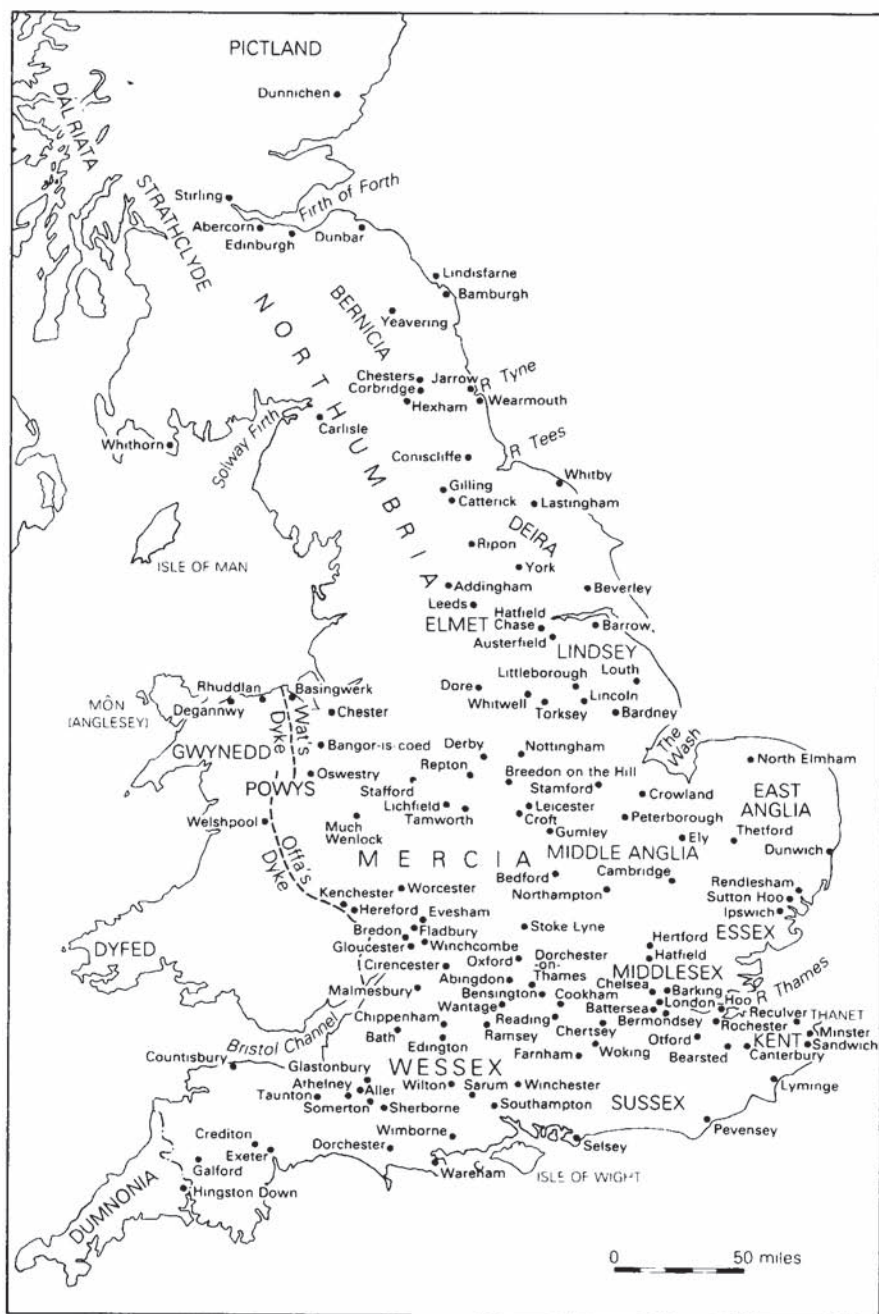 PICTLAND
Dunnichen
DAL RIATA
STRATHCLYDE
Stirling
Firth of Forth
Abercorn
Edinburgh
Dunbar
Lindisfarne
Bamburgh
BERNICIA
Yeavering
NORTHUMBRIA
Chesters
Jarrow
R Tyne
Corbridge
Hexham
Wearmouth
Carlisle
Whithorn
Solway Firth
R Tees
Coniscliffe
Whitby
Gilling
Catterick
Lastingham
DEIRA
Ripon
York
ISLE OF MAN
Addingham
Beverley
Leeds
Hatfield
Chase
ELMET
Barrow
Austerfield
LINDSEY
Louth
Littleborough
Rhuddlan
Basingwerk
Dore
Lincoln
MÔN
(ANGLESEY)
Degannwy
Chester
Whitwell
Torksey
Bardney
Wat's
Dyke
The
Wash
GWYNEDD
Bangor-is-coed
Derby
Nottingham
North Elmham
Repton
Oswestry
Breedon on the Hill
POWYS
Stafford
Stamford
Crowland
EAST
ANGLIA
Lichfield
Leicester
Welshpool
Much
Wenlock
Tamworth
Croft
Peterborough
Gumley
Ely
Thetford
Dunwich
Offa's
Dyke
MERCIA
MIDDLE ANGLIA
Bedford
Cambridge
Kenchester
Worcester
Northampton
Rendlesham
Sutton Hoo
Hereford
Evesham
Ipswich
Bredon
Fladbury
Stoke Lyne
ESSEX
DYFED
Gloucester
Winchcombe
Hertford
Oxford
Dorchester
-on-
Thames
Hatfield
Cirencester
MIDDLESEX
Abingdon
Chelsea
Barking
R Thames
Malmesbury
Bensington
Cookham
London
Hoo
Wantage
Battersea
Reculver
THANET
Chippenham
Reading
Bermondsey
Rochester
Minster
Bath
Ramsey
Chertsey
Otford
KENT
Sandwich
Bristol Channel
Edington
Farnham
Woking
Bearsted
Canterbury
Countisbury
Glastonbury
WESSEX
Athelney
Aller
Wilton
Sarum
Winchester
Lyminge
Taunton
Somerton
Sherborne
Southampton
SUSSEX
Crediton
Wimborne
Pevensey
Exeter
Dorchester
Selsey
Galford
Wareham
ISLE OF WIGHT
Hingston Down
DUMNONIA
0
50 miles